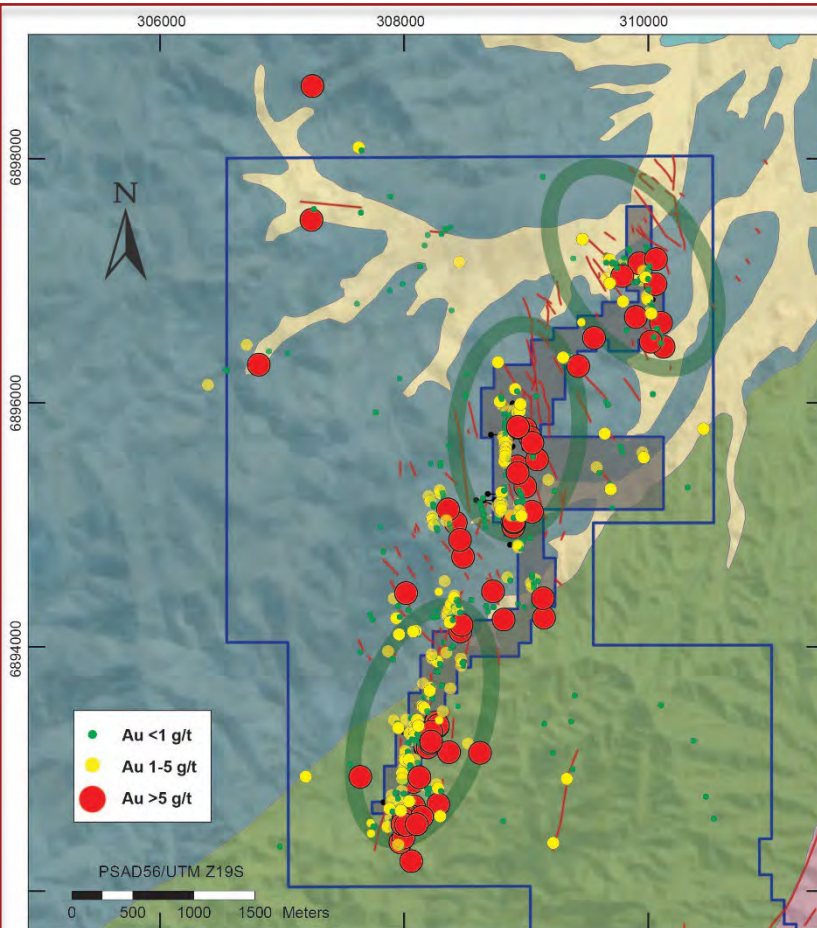 306000 308000 310000
6898000
N
6896000
6894000
Au <1 g/t
Au 1-5 g/t
Au >5 g/t
PSAD56/UTM Z19S
0 500 1000 1500 Meters